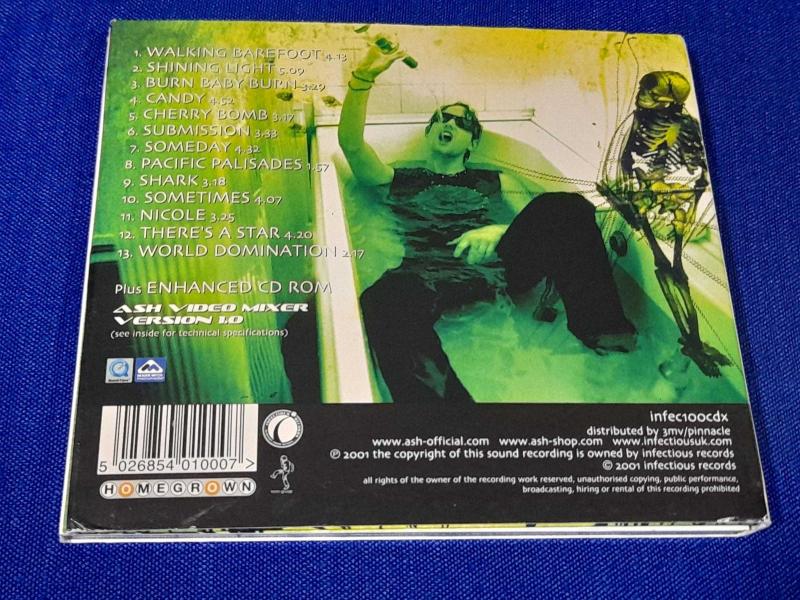 1. WALKING BAREFOOT 4.13
2. SHINING LIGHT 5.09
3. BURN BABY BURN 3.29
4. CANDY 4.52
5. CHERRY BOMB 3.17
6. SUBMISSION 3.33
7. SOMEDAY 4.32
8. PACIFIC PALISADES 1.57
9. SHARK 3.18
10. SOMETIMES 4.07
11. NICOLE 3.25
12. THERE'S A STAR 4.20
13. WORLD DOMINATION 2.17
Plus ENHANCED CD ROM
ASH VIDEO MIXER
VERSION 1.0
(see inside for technical specifications)
5 026854 010007 >
HOMEGROWN
infec100cdx
distributed by 3mv/pinnacle
www.ash-official.com www.ash-shop.com www.infectiousuk.com
℗ 2001 the copyright of this sound recording is owned by infectious records
© 2001 infectious records
all rights of the owner of the recording work reserved, unauthorised copying, public performance,
broadcasting, hiring or rental of this recording prohibited